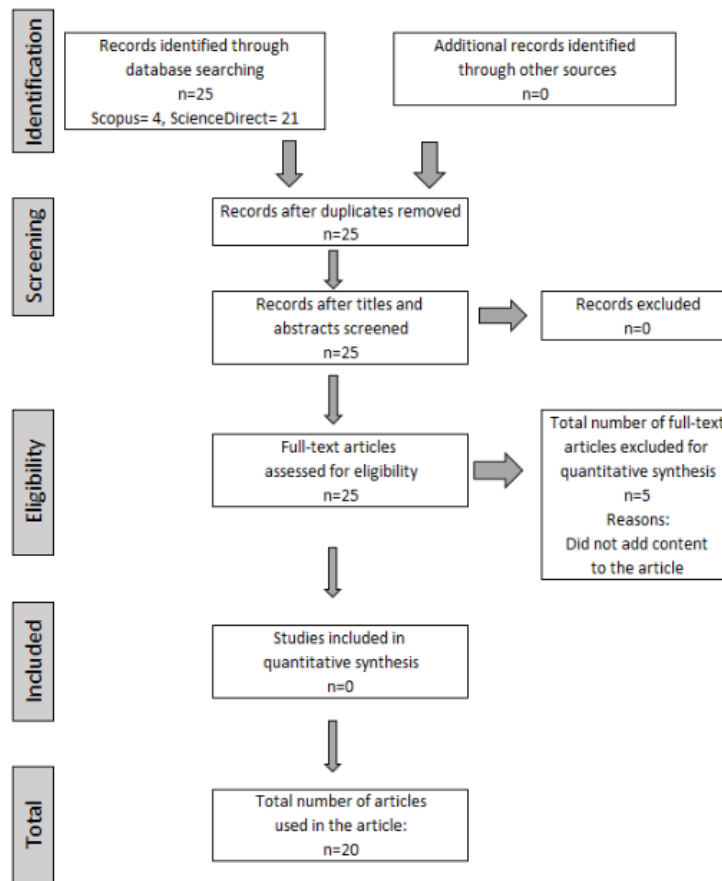 Identification
Records identified through
database searching
n=25
Scopus= 4, ScienceDirect= 21
Additional records identified
through other sources
n=0
Screening
Records after duplicates removed
n=25
Records after titles and
abstracts screened
n=25
Records excluded
n=0
Eligibility
Full-text articles
assessed for eligibility
n=25
Total number of full-text
articles excluded for
quantitative synthesis
n=5
Reasons:
Did not add content
to the article
Included
Studies included in
quantitative synthesis
n=0
Total
Total number of articles
used in the article:
n=20